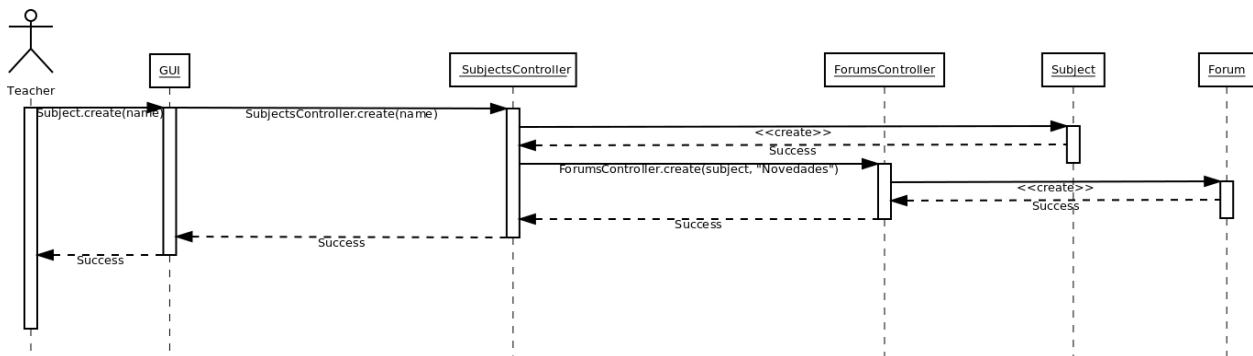 Teacher
GUI
SubjectsController
ForumsController
Subject
Forum
Subject.create(name)
SubjectsController.create(name)
<<create>>
Success
ForumsController.create(subject, "Novedades")
<<create>>
Success
Success
Success
Success